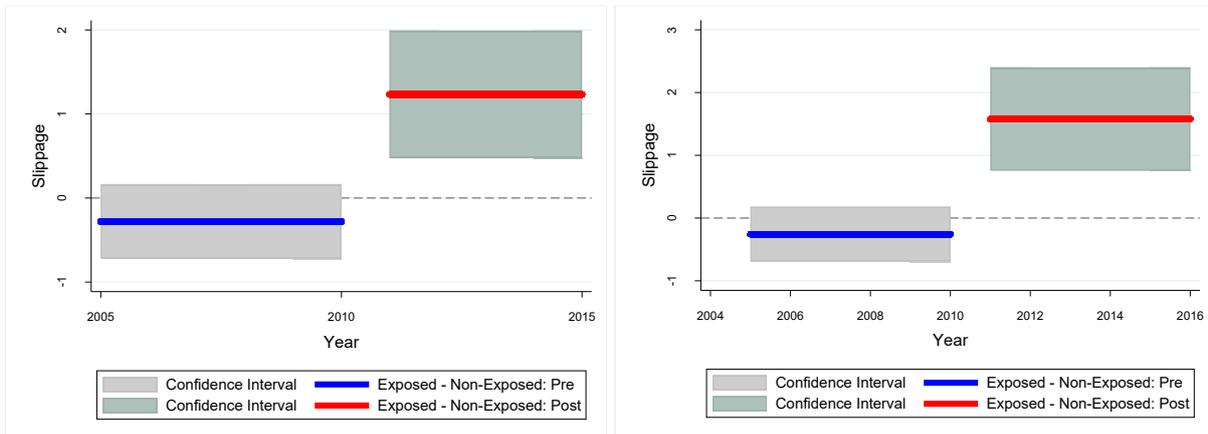 2
1
0
-1
Slippage
2005 2010 2015
Year
Confidence Interval Exposed - Non-Exposed: Pre
Confidence Interval Exposed - Non-Exposed: Post
3
2
1
0
-1
Slippage
2004 2006 2008 2010 2012 2014 2016
Year
Confidence Interval Exposed - Non-Exposed: Pre
Confidence Interval Exposed - Non-Exposed: Post